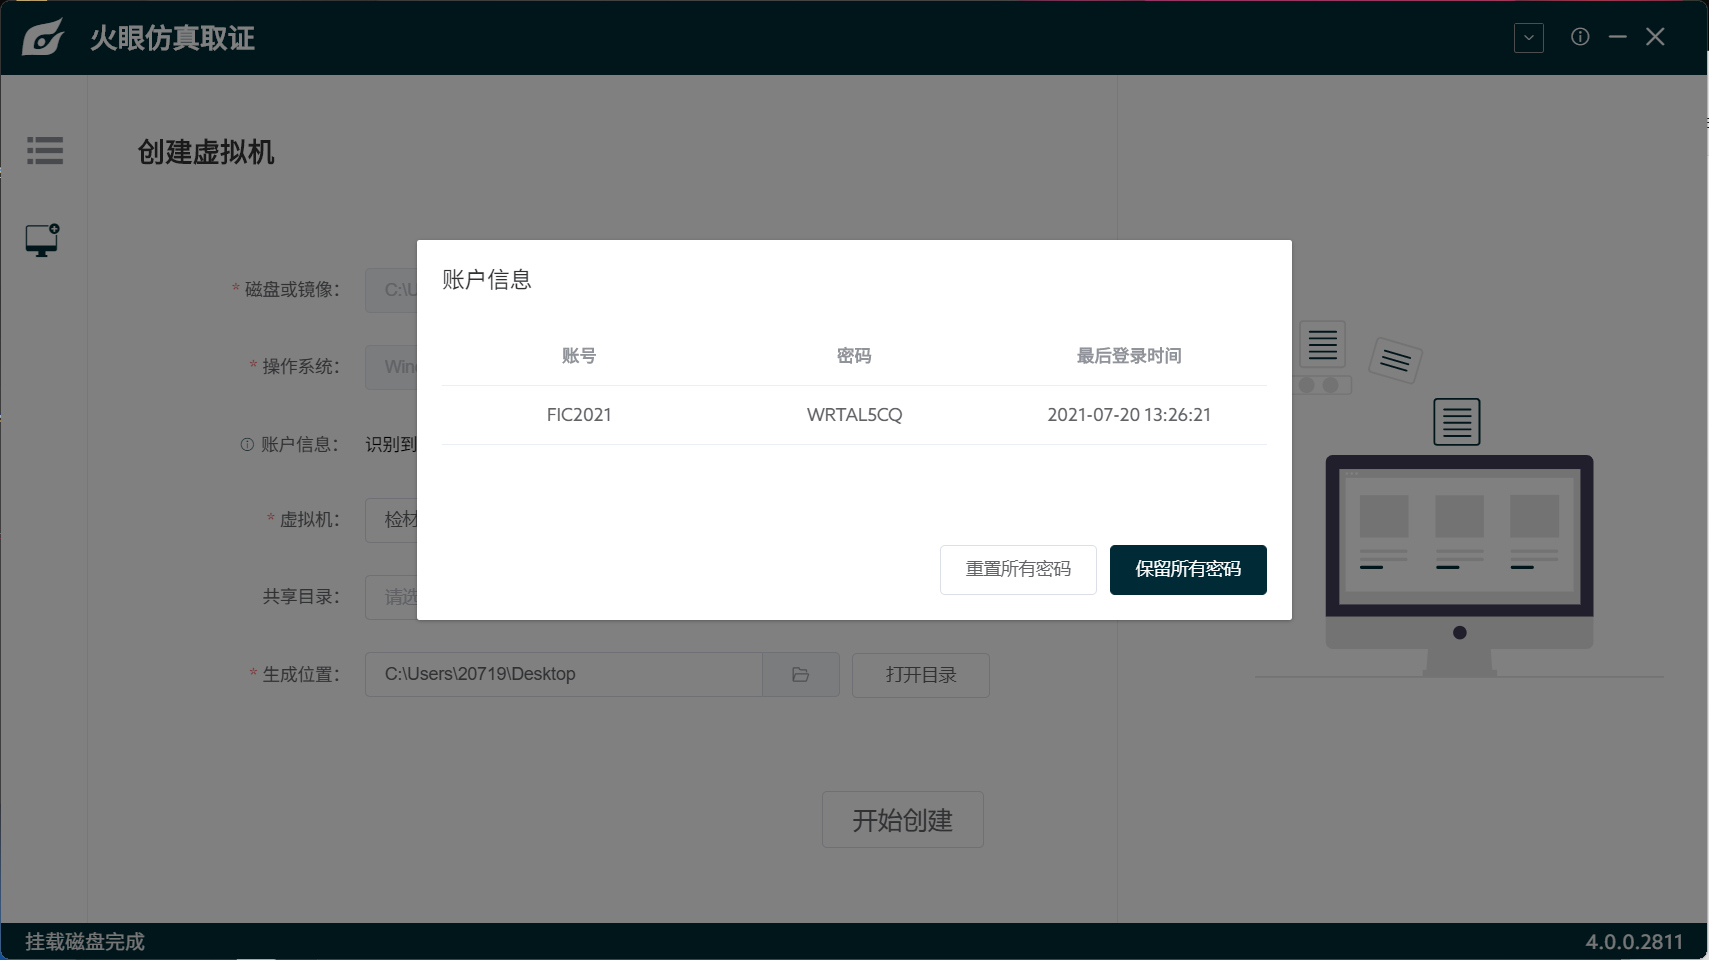 火眼仿真取证
创建虚拟机
* 磁盘或镜像： C:\U
* 操作系统： Win
账户信息： 识别到
* 虚拟机： 检材
共享目录： 请选
* 生成位置： C:\Users\20719\Desktop 打开目录
开始创建
账户信息
账号 密码 最后登录时间
FIC2021 WRTAL5CQ 2021-07-20 13:26:21
重置所有密码 保留所有密码
挂载磁盘完成 4.0.0.2811